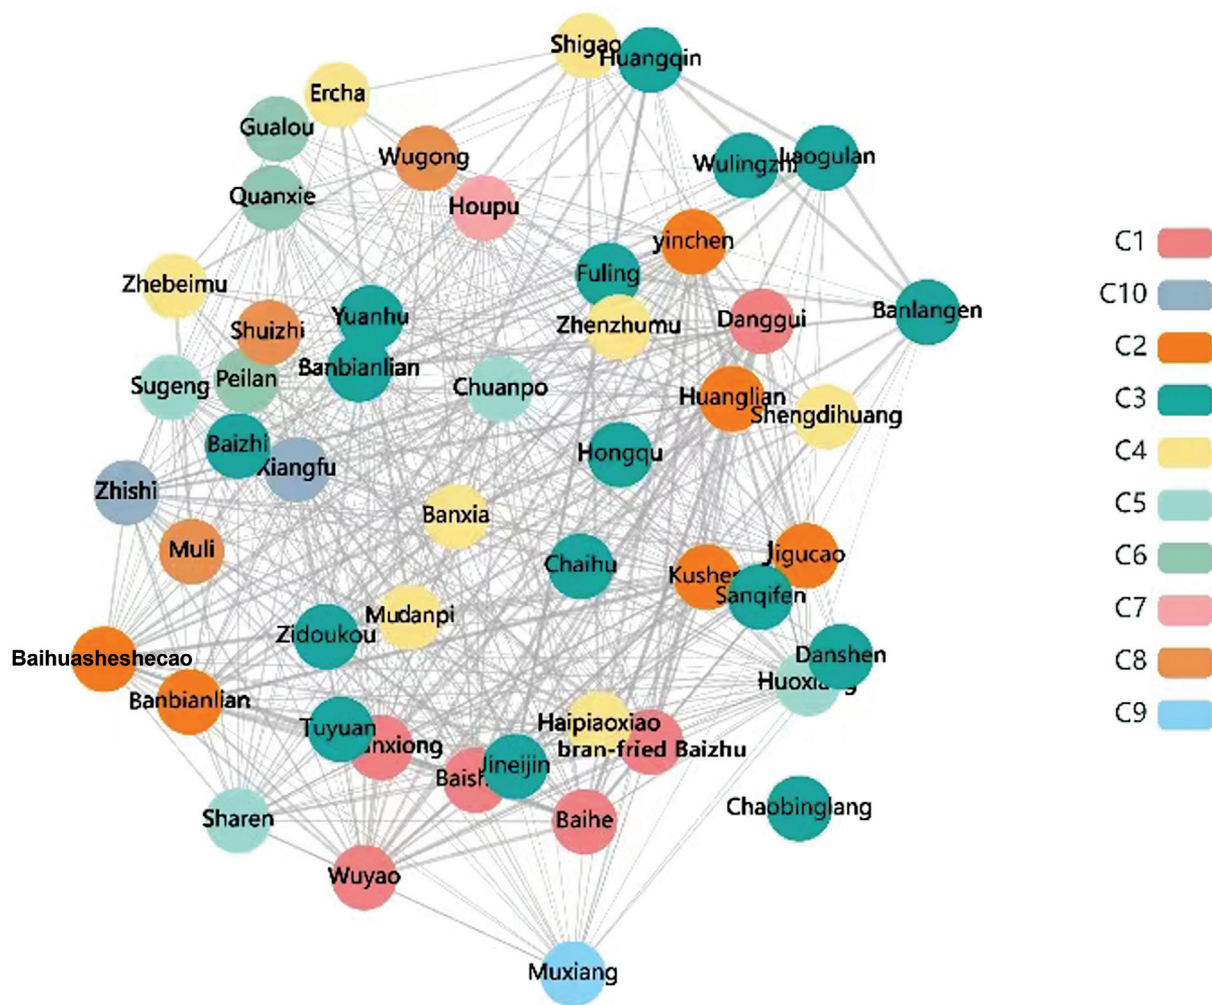 Shigao
Huangqin
Ercha
Gualou
Wugong
Wulingzhi
Jiaogulan
Quanxie
Houpu
yinchen
Fuling
Zhebeimu
Yuanhu
Zhenzhumu
Danggui
Banlangen
Shuizhi
Banbianlian
Peilan
Sugeng
Chuanpo
Huanglian
Shengdihuang
Baizhi
Hongqu
Xiangfu
Zhishi
Banxia
Muli
Chaihu
Jigucao
Sanqifen
Mudanpi
Zidoukou
Danshen
Baihuasheshecao
Banbianlian
Haipiaoxiao
Tuyuan
bran-fried Baizhu
Jineijin
Chaobinglang
Sharen
Baihe
Wuyao
Muxiang
C1
C10
C2
C3
C4
C5
C6
C7
C8
C9